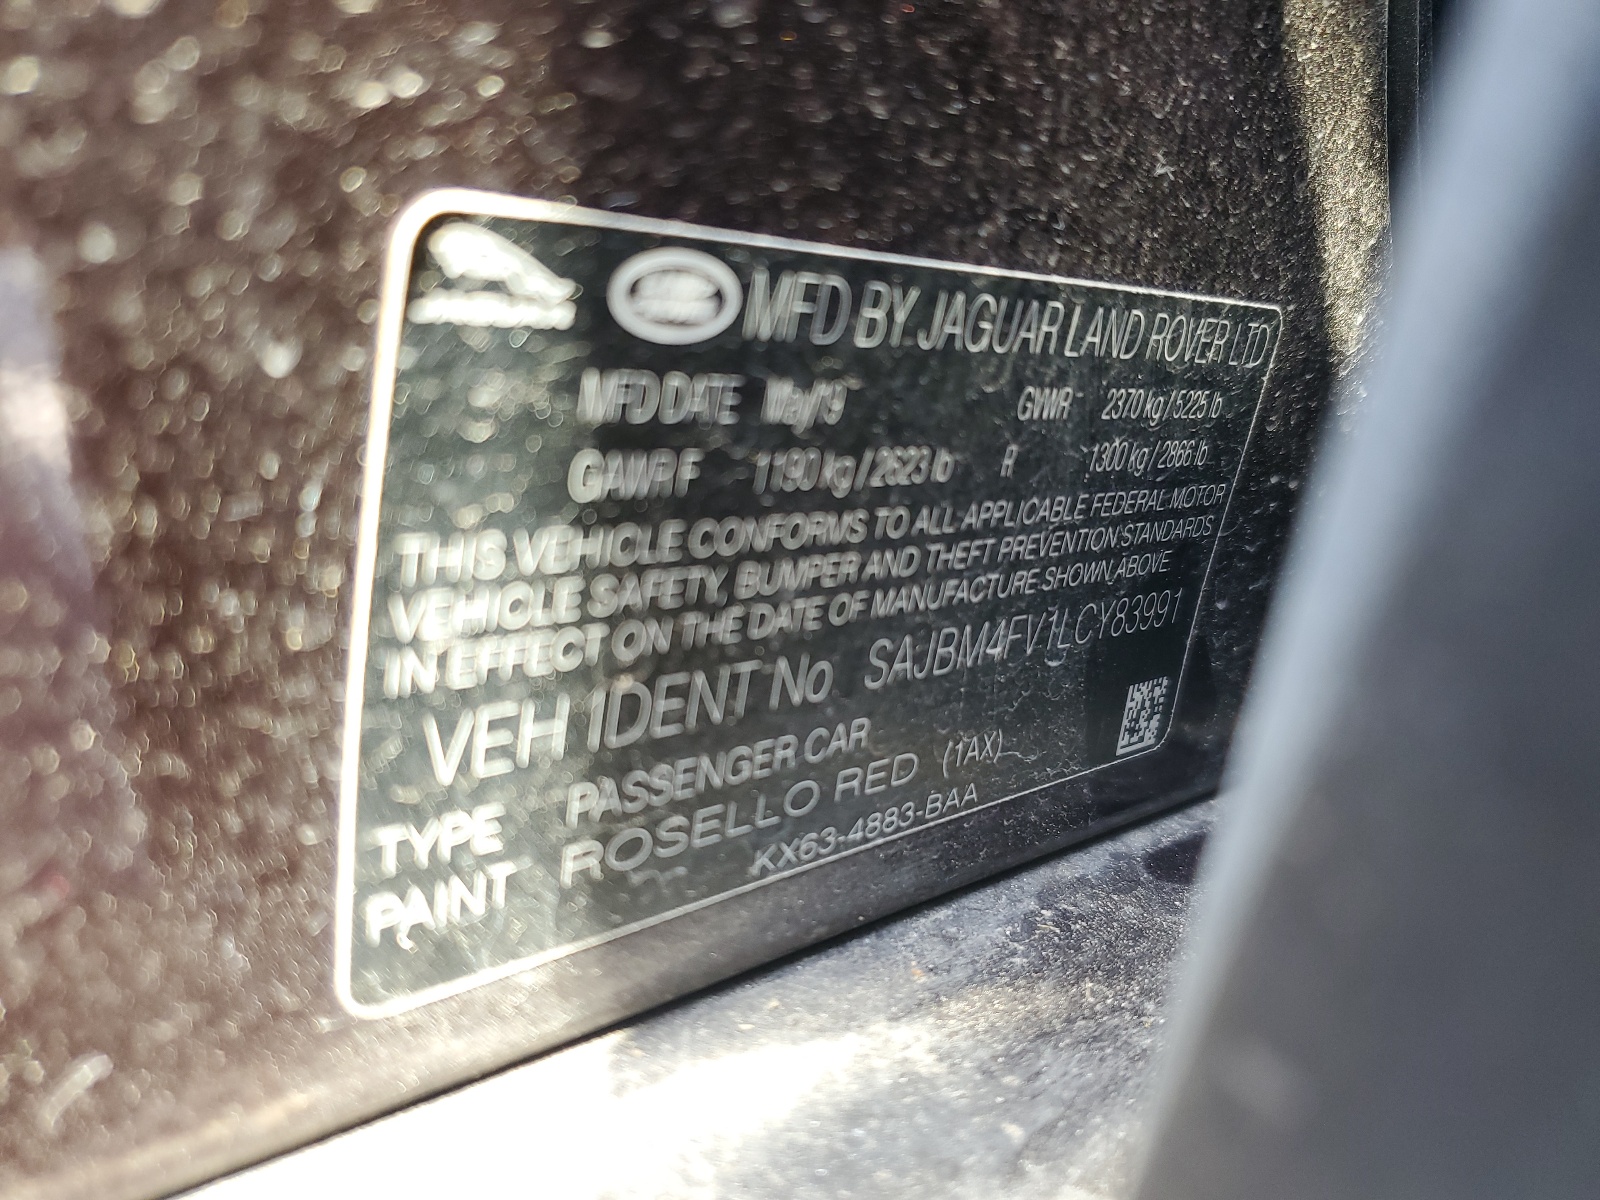 JAGUAR
MFD BY JAGUAR LAND ROVER LTD
MFD DATE May/19 GVWR 2370 kg / 5225 lb
GAWR F 1190 kg / 2623 lb R 1300 kg / 2866 lb
THIS VEHICLE CONFORMS TO ALL APPLICABLE FEDERAL MOTOR
VEHICLE SAFETY, BUMPER AND THEFT PREVENTION STANDARDS
IN EFFECT ON THE DATE OF MANUFACTURE SHOWN ABOVE
VEH 1DENT No SAJBM4FV1LCY83991
TYPE PASSENGER CAR
PAINT ROSELLO RED (1AX)
KX63-4883-BAA